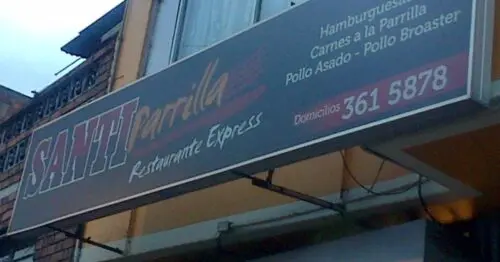 SANTI Parrilla
Restaurante Express
Hamburguesas
Carnes a la Parrilla
Pollo Asado - Pollo Broaster
Domicilios 361 5878